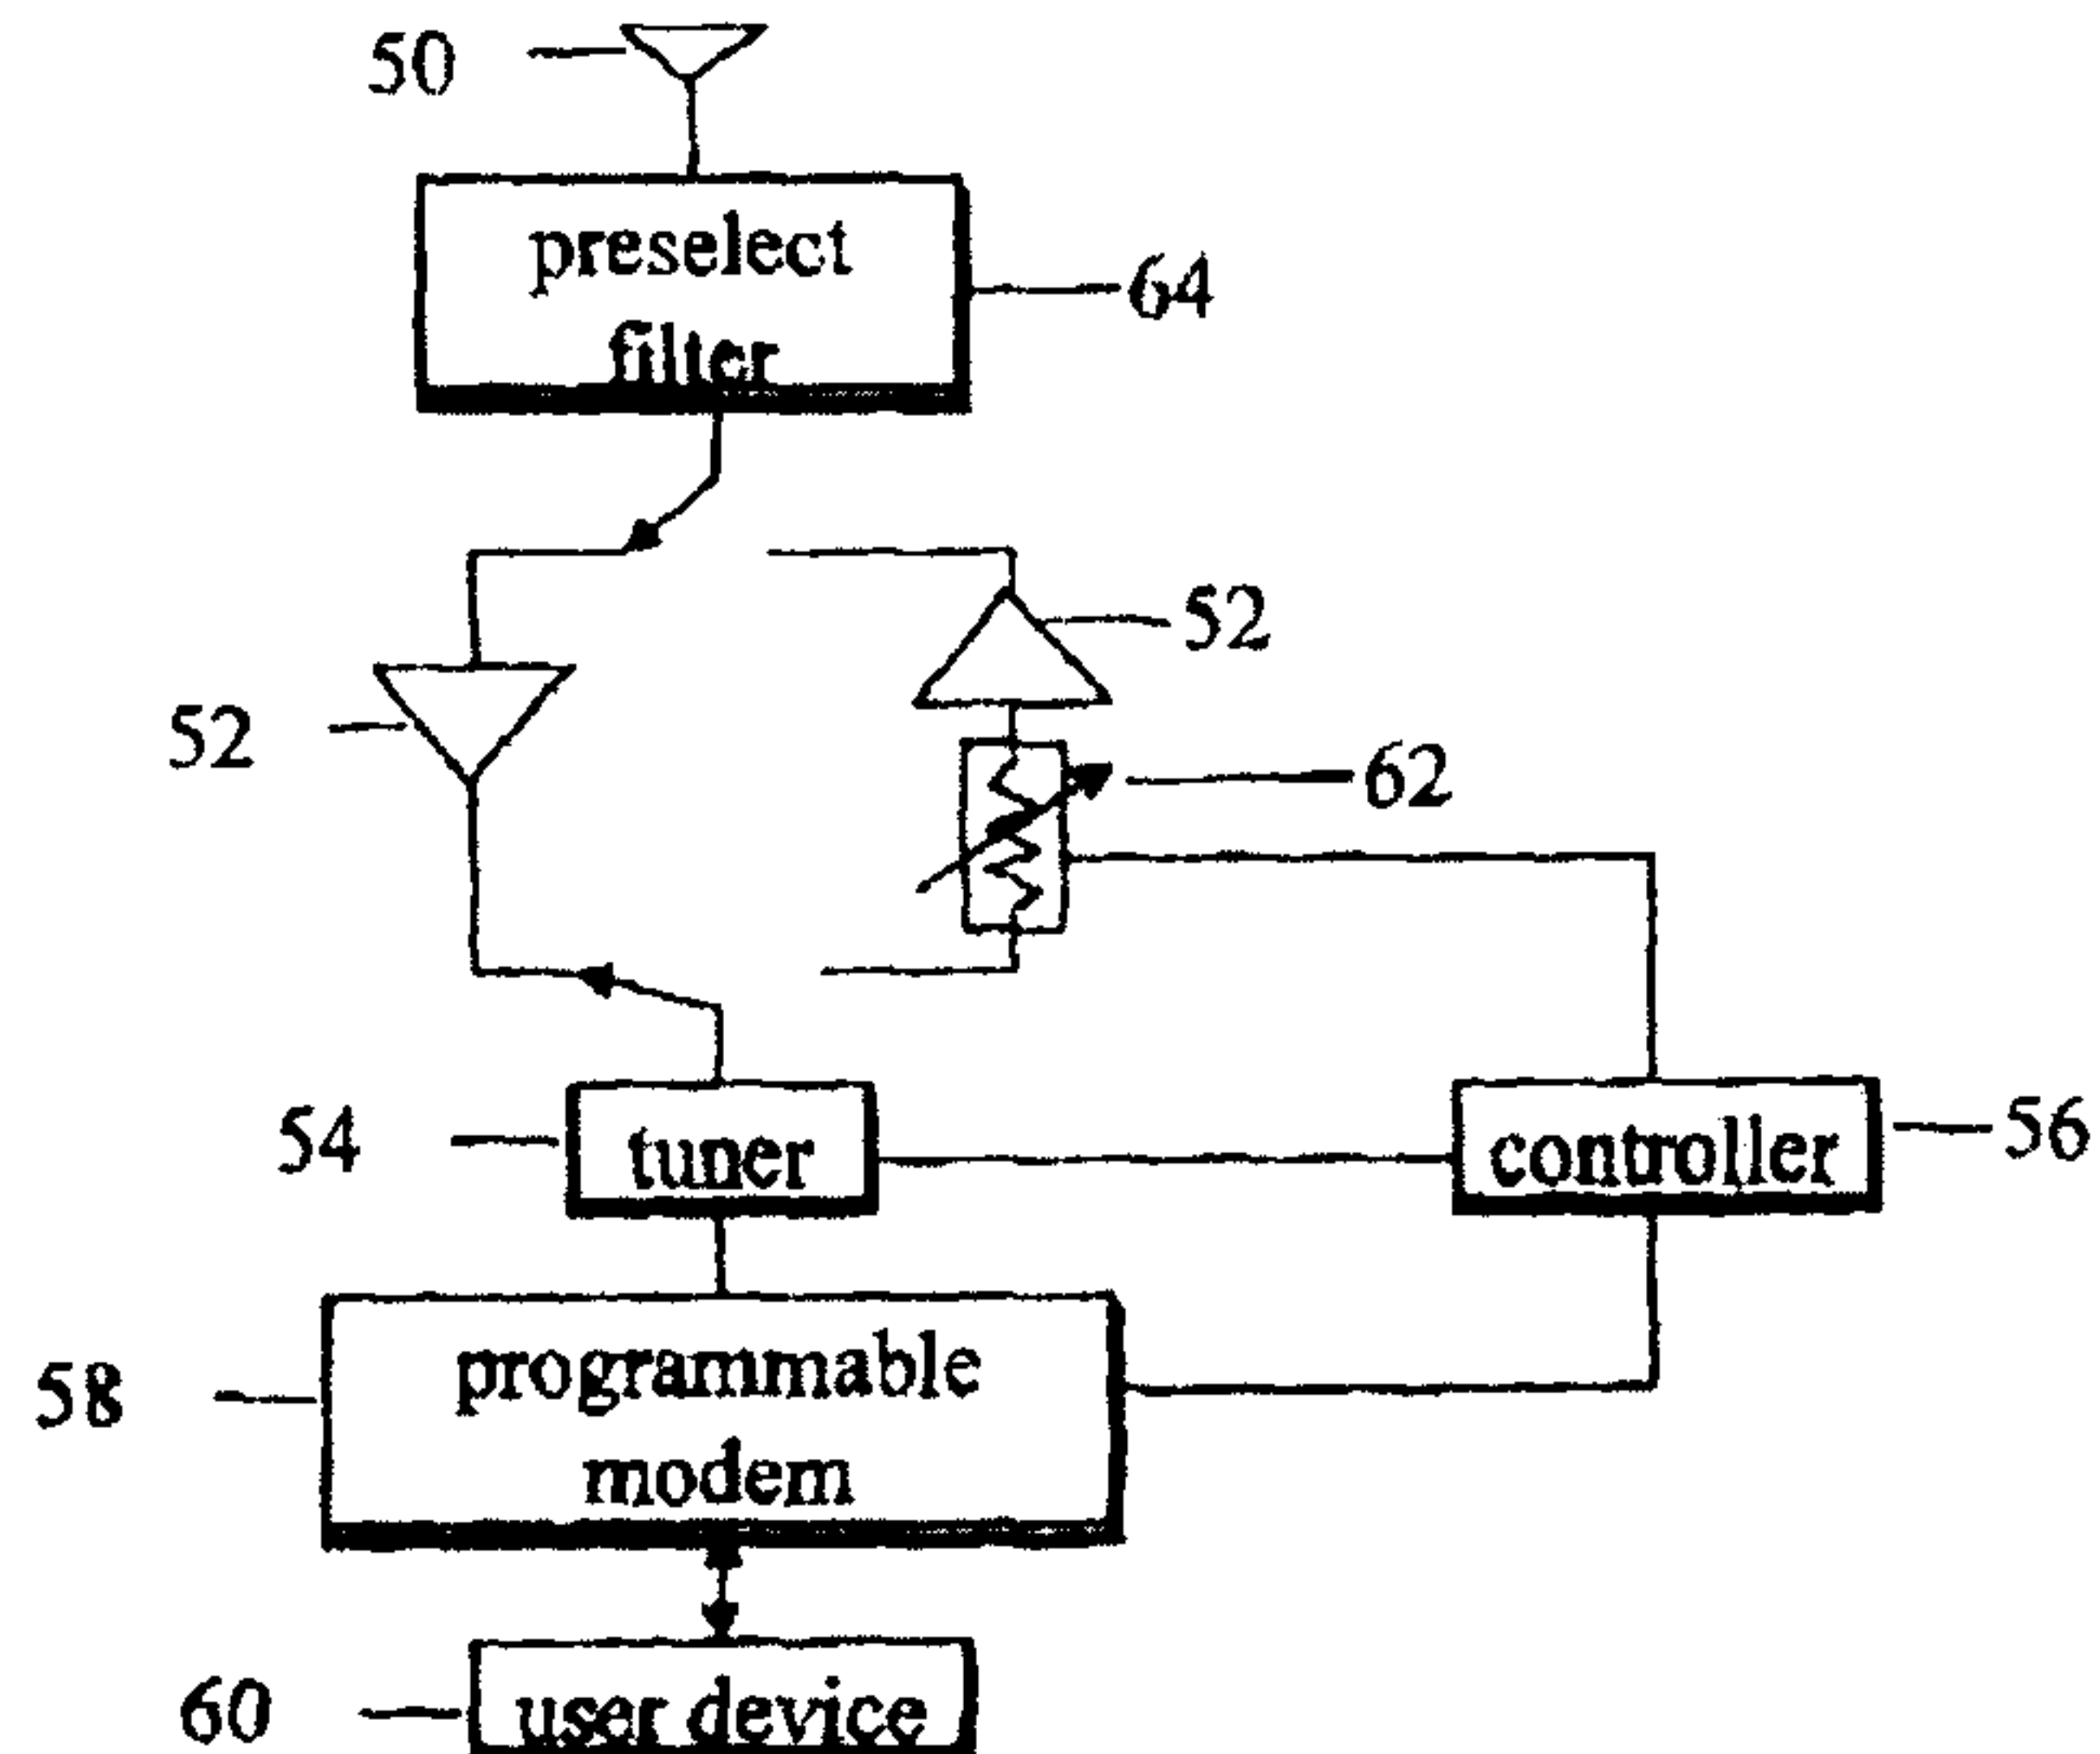 50
preselect
filter
64
52
52
62
54
tuner
controller
56
58
programmable
modem
60
user device